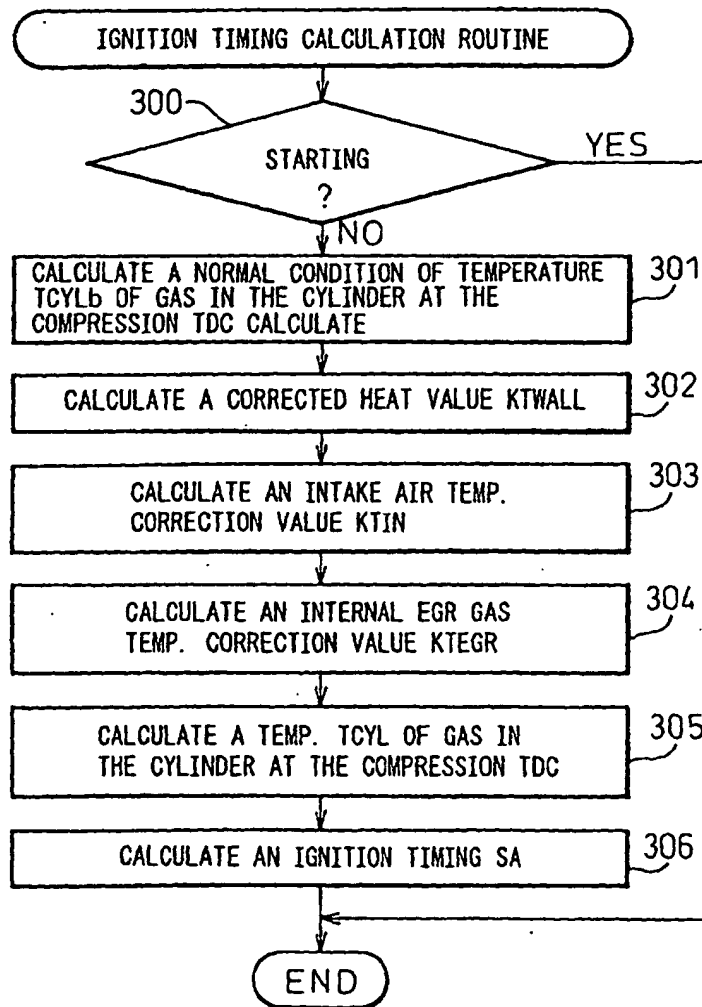 IGNITION TIMING CALCULATION ROUTINE
300
STARTING
?
YES
NO
CALCULATE A NORMAL CONDITION OF TEMPERATURE
TCYLb OF GAS IN THE CYLINDER AT THE
COMPRESSION TDC CALCULATE
301
CALCULATE A CORRECTED HEAT VALUE KTWALL
302
CALCULATE AN INTAKE AIR TEMP.
CORRECTION VALUE KTIN
303
CALCULATE AN INTERNAL EGR GAS
TEMP. CORRECTION VALUE KTEGR
304
CALCULATE A TEMP. TCYL OF GAS IN
THE CYLINDER AT THE COMPRESSION TDC
305
CALCULATE AN IGNITION TIMING SA
306
END